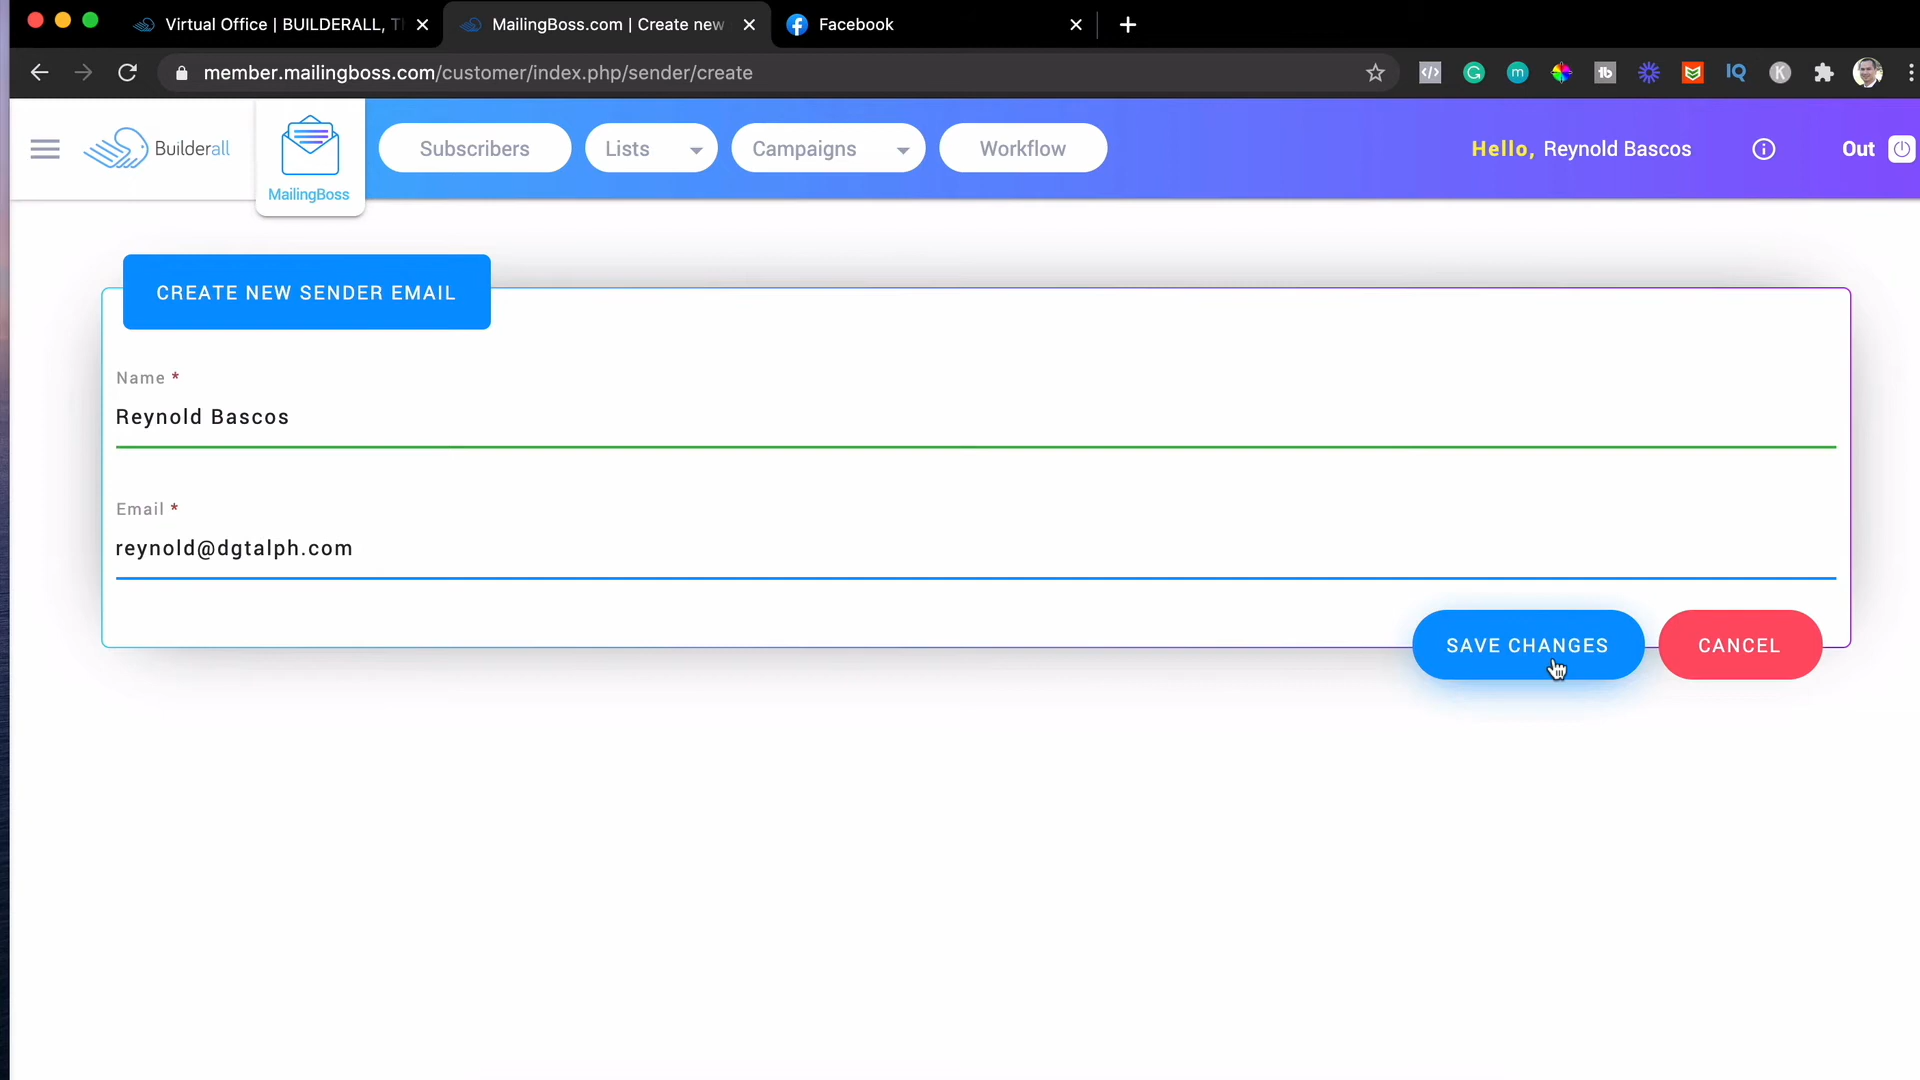 Virtual Office | BUILDERALL, T
MailingBoss.com | Create new
Facebook
member.mailingboss.com/customer/index.php/sender/create
Builderall
MailingBoss
Subscribers
Lists
Campaigns
Workflow
Hello, Reynold Bascos
Out
CREATE NEW SENDER EMAIL
Name *
Reynold Bascos
Email *
reynold@dgtalph.com
SAVE CHANGES
CANCEL